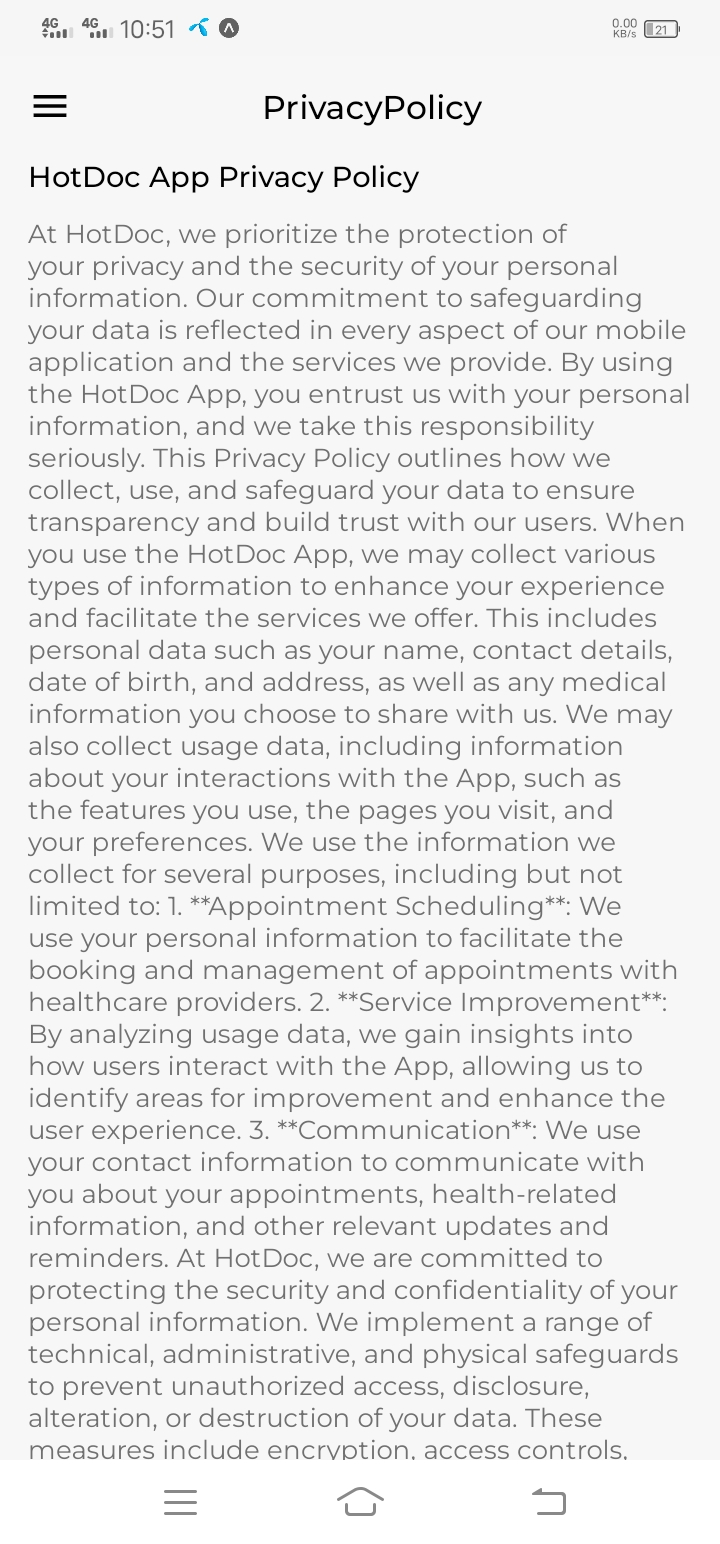 4G 4G 10:51 0.00 KB/s 21
PrivacyPolicy
HotDoc App Privacy Policy
At HotDoc, we prioritize the protection of
your privacy and the security of your personal
information. Our commitment to safeguarding
your data is reflected in every aspect of our mobile
application and the services we provide. By using
the HotDoc App, you entrust us with your personal
information, and we take this responsibility
seriously. This Privacy Policy outlines how we
collect, use, and safeguard your data to ensure
transparency and build trust with our users. When
you use the HotDoc App, we may collect various
types of information to enhance your experience
and facilitate the services we offer. This includes
personal data such as your name, contact details,
date of birth, and address, as well as any medical
information you choose to share with us. We may
also collect usage data, including information
about your interactions with the App, such as
the features you use, the pages you visit, and
your preferences. We use the information we
collect for several purposes, including but not
limited to: 1. **Appointment Scheduling**: We
use your personal information to facilitate the
booking and management of appointments with
healthcare providers. 2. **Service Improvement**:
By analyzing usage data, we gain insights into
how users interact with the App, allowing us to
identify areas for improvement and enhance the
user experience. 3. **Communication**: We use
your contact information to communicate with
you about your appointments, health-related
information, and other relevant updates and
reminders. At HotDoc, we are committed to
protecting the security and confidentiality of your
personal information. We implement a range of
technical, administrative, and physical safeguards
to prevent unauthorized access, disclosure,
alteration, or destruction of your data. These
measures include encryption, access controls,